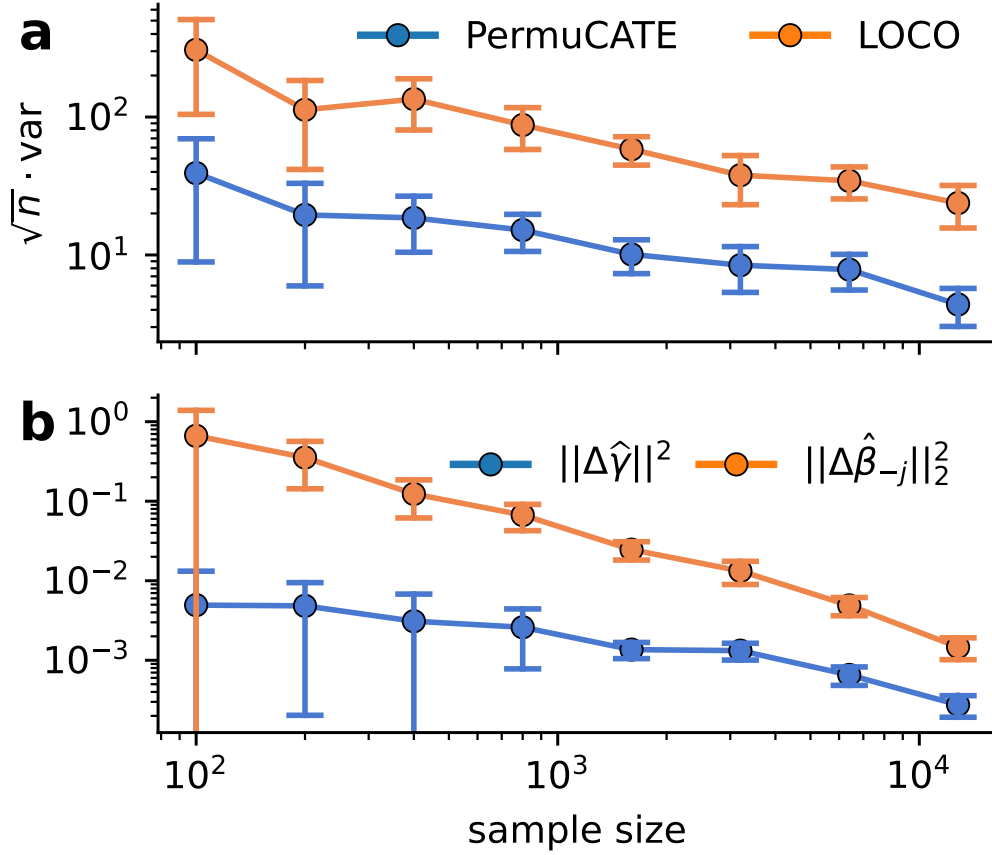 a
PermuCATE
LOCO
√n · var
10²
10¹
b
||Δγ̂||²
||Δβ̂₋ⱼ||₂²
10⁰
10⁻¹
10⁻²
10⁻³
10²
10³
10⁴
sample size